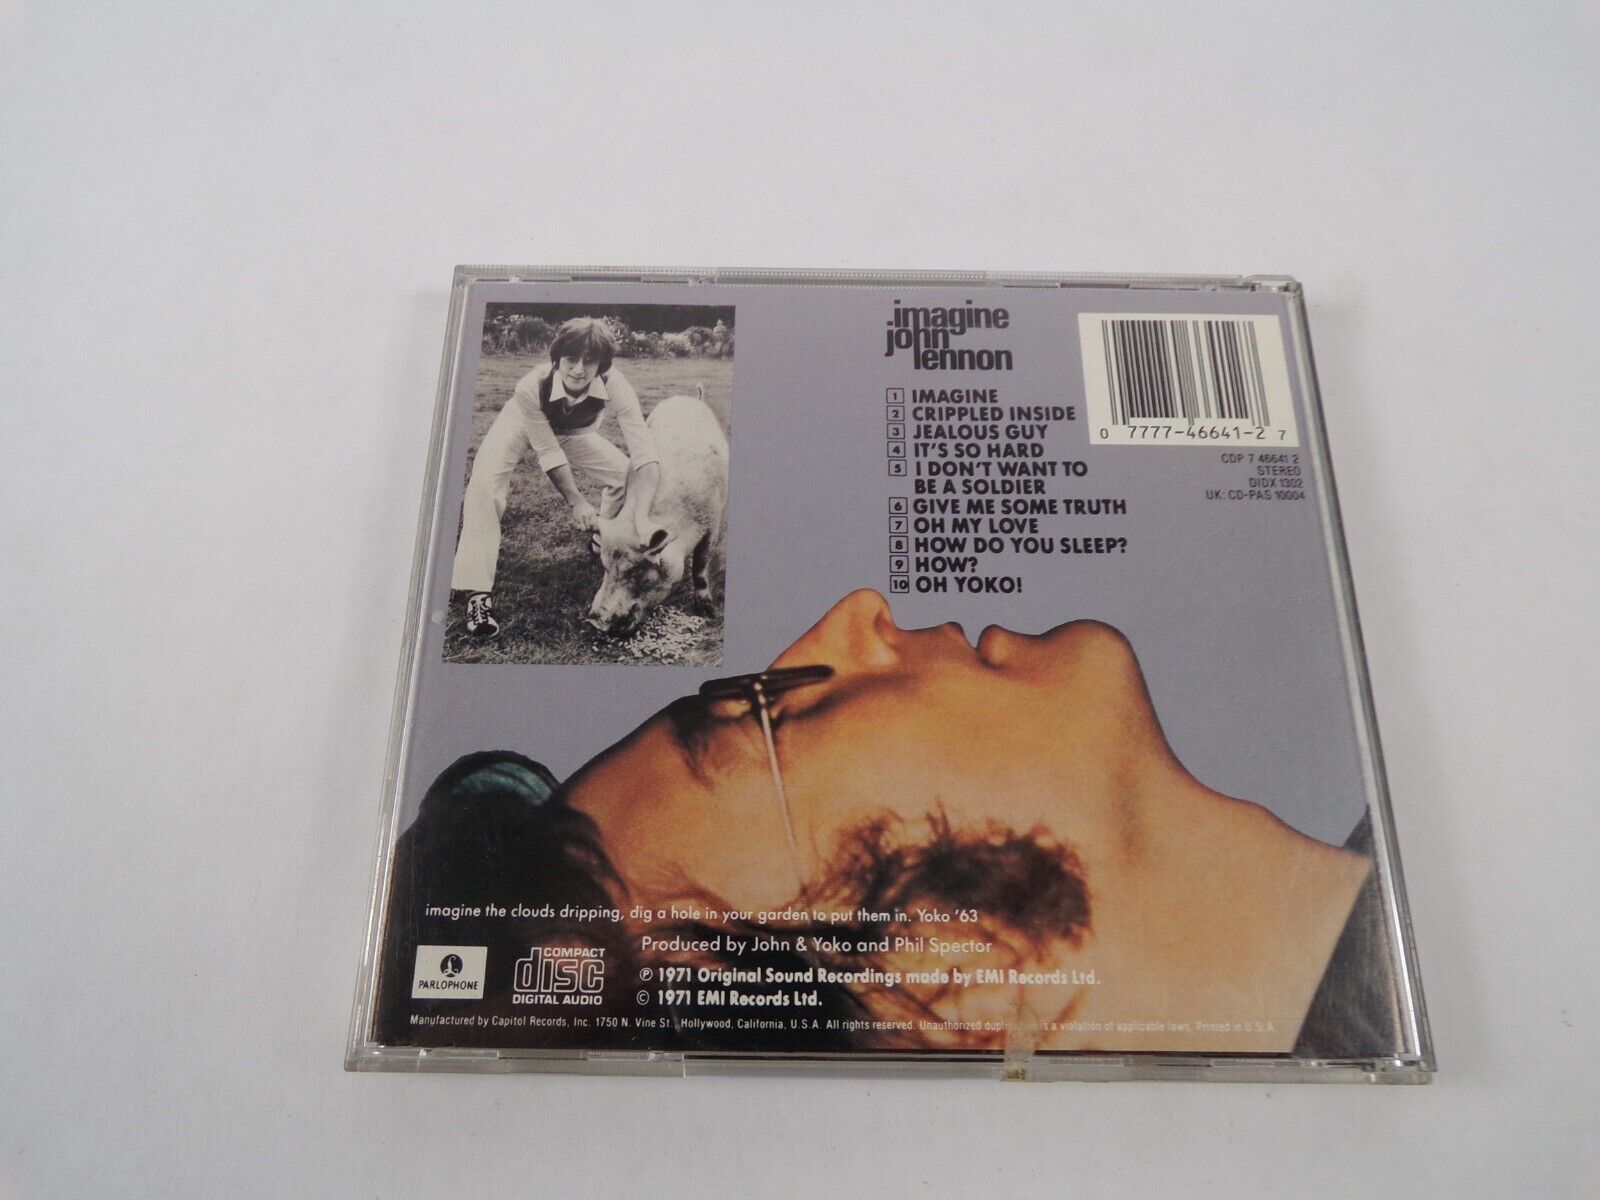 imagine
john
lennon
1 IMAGINE
2 CRIPPLED INSIDE
3 JEALOUS GUY
4 IT'S SO HARD
5 I DON'T WANT TO
BE A SOLDIER
6 GIVE ME SOME TRUTH
7 OH MY LOVE
8 HOW DO YOU SLEEP?
9 HOW?
10 OH YOKO!
0 7777-46641-2 7
CDP 7 46641 2
STEREO
DIDX 1302
UK: CD-PAS 10004
imagine the clouds dripping, dig a hole in your garden to put them in. Yoko '63
Produced by John & Yoko and Phil Spector
℗ 1971 Original Sound Recordings made by EMI Records Ltd.
© 1971 EMI Records Ltd.
£
PARLOPHONE
COMPACT
disc
DIGITAL AUDIO
Manufactured by Capitol Records, Inc. 1750 N. Vine St., Hollywood, California, U.S.A. All rights reserved. Unauthorized duplication is a violation of applicable laws. Printed in U.S.A.